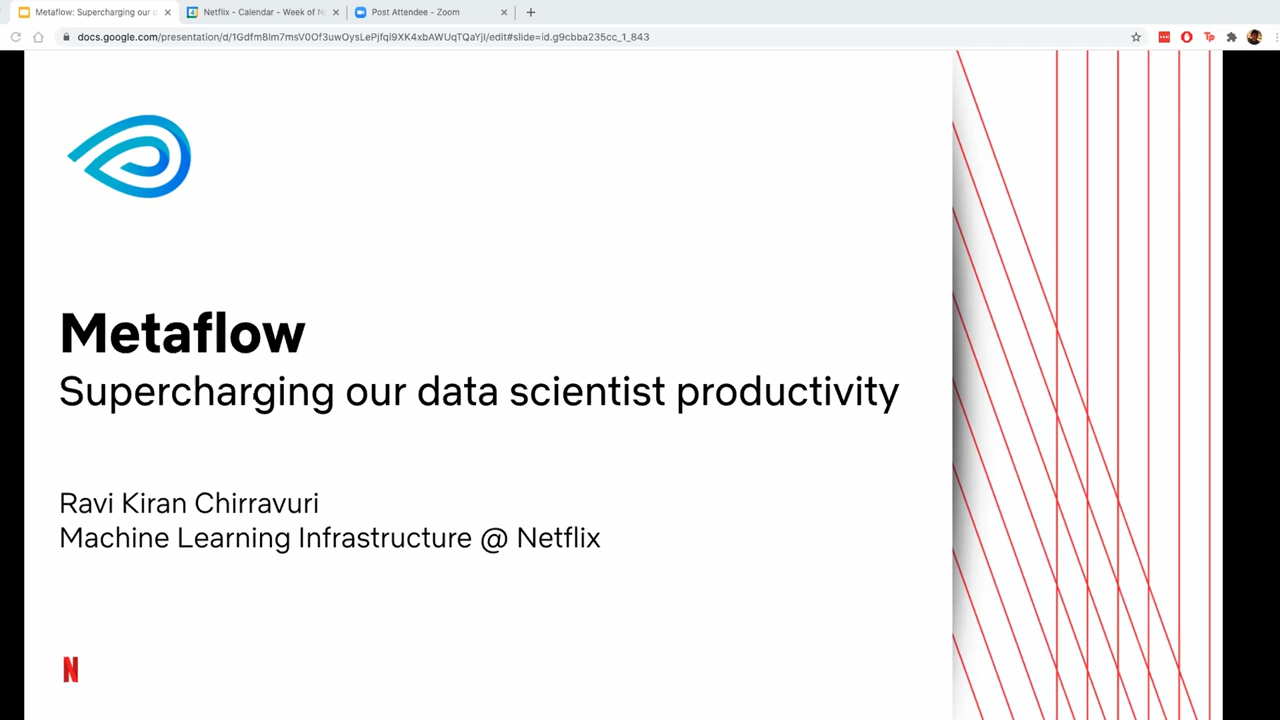 Metaflow: Supercharging our d
Netflix - Calendar - Week of N
Post Attendee - Zoom
docs.google.com/presentation/d/1Gdfm8lm7msV0Of3uwOysLePjfqi9XK4xbAWUqTQaYjI/edit#slide=id.g9cbba235cc_1_843
Metaflow
Supercharging our data scientist productivity
Ravi Kiran Chirravuri
Machine Learning Infrastructure @ Netflix
N